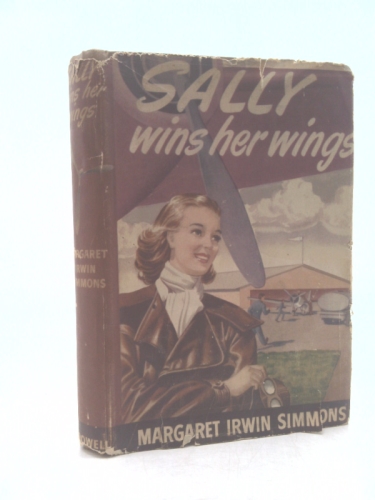 SALLY
wins her wings
MARGARET IRWIN SIMMONS
SALLY
wins her
wings
MARGARET
IRWIN
SIMMONS